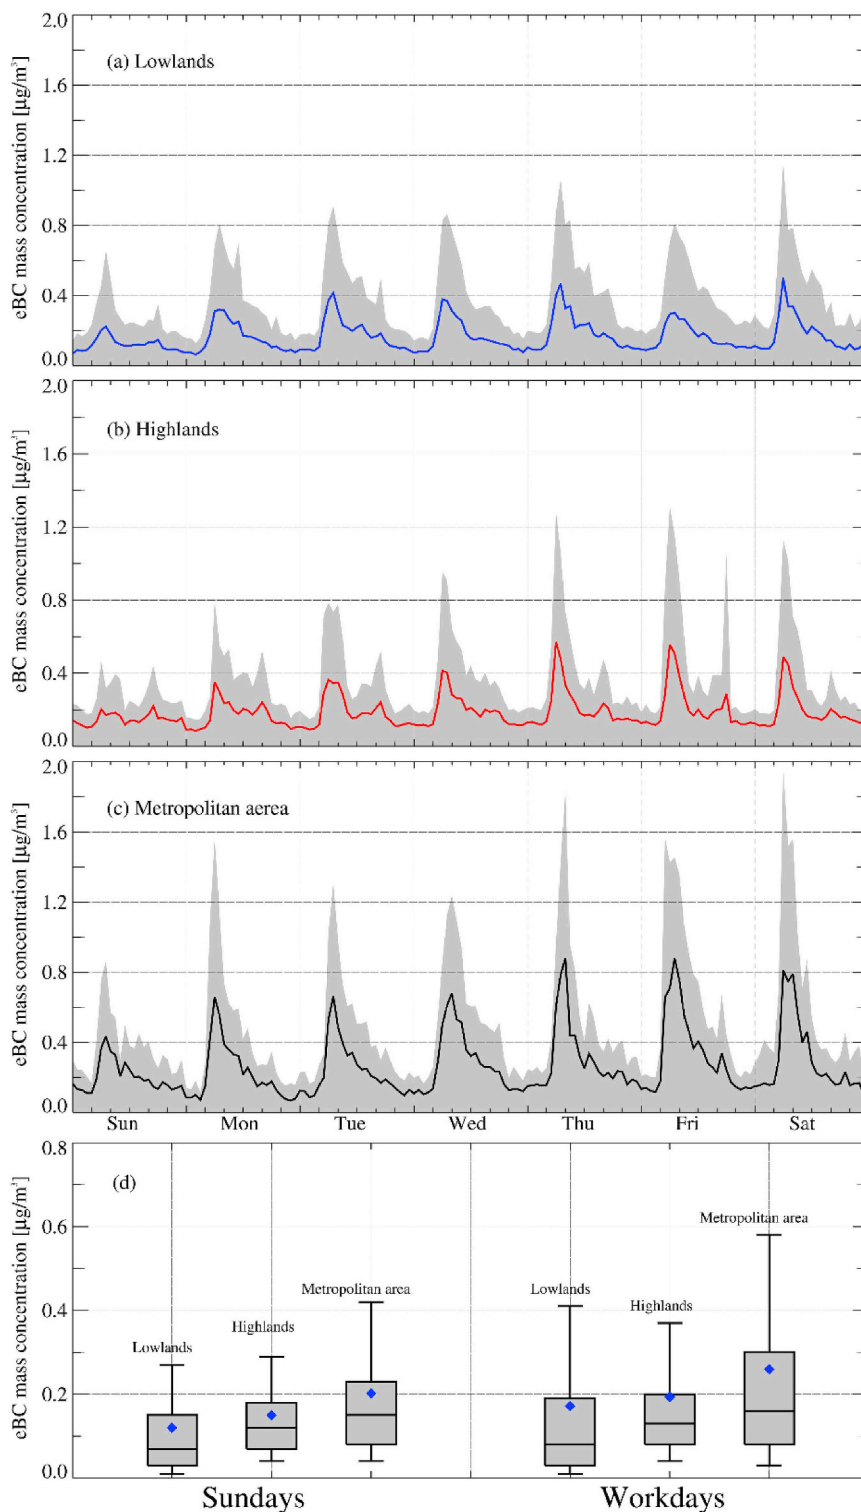 2.0
(a) Lowlands
1.6
1.2
0.8
0.4
0.0
eBC mass concentration [μg/m³]
2.0
(b) Highlands
1.6
1.2
0.8
0.4
0.0
eBC mass concentration [μg/m³]
2.0
(c) Metropolitan aerea
1.6
1.2
0.8
0.4
0.0
eBC mass concentration [μg/m³]
Sun Mon Tue Wed Thu Fri Sat
0.8
(d)
0.6
0.4
0.2
0.0
eBC mass concentration [μg/m³]
Lowlands
Highlands
Metropolitan area
Lowlands
Highlands
Metropolitan area
Sundays Workdays